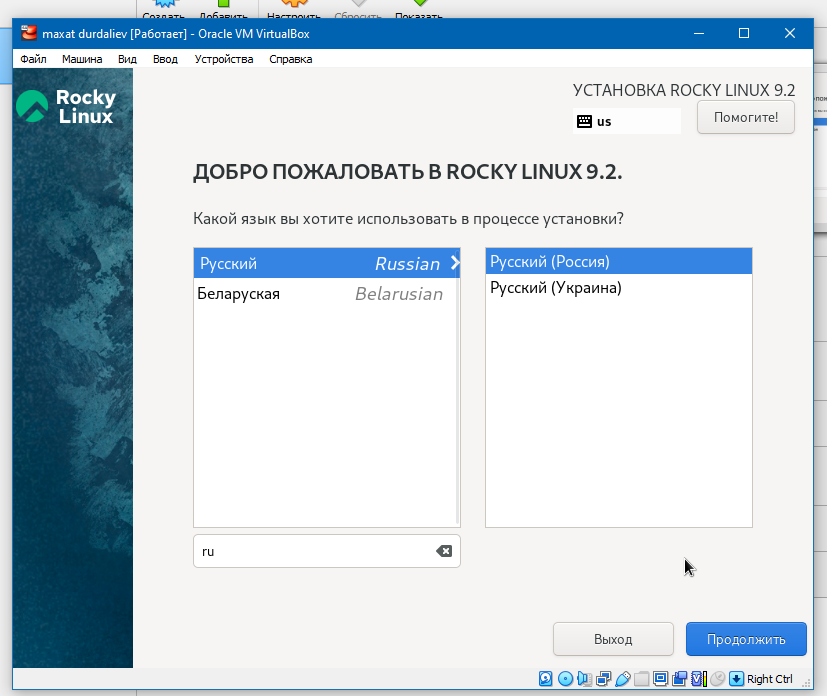 Создать Добавить Настроить Сбросить Показать
maxat durdaliev [Работает] - Oracle VM VirtualBox
Файл Машина Вид Ввод Устройства Справка
Rocky
Linux
УСТАНОВКА ROCKY LINUX 9.2
us
Помогите!
ДОБРО ПОЖАЛОВАТЬ В ROCKY LINUX 9.2.
Какой язык вы хотите использовать в процессе установки?
Русский Russian
Беларуская Belarusian
Русский (Россия)
Русский (Украина)
ru
Выход
Продолжить
Right Ctrl